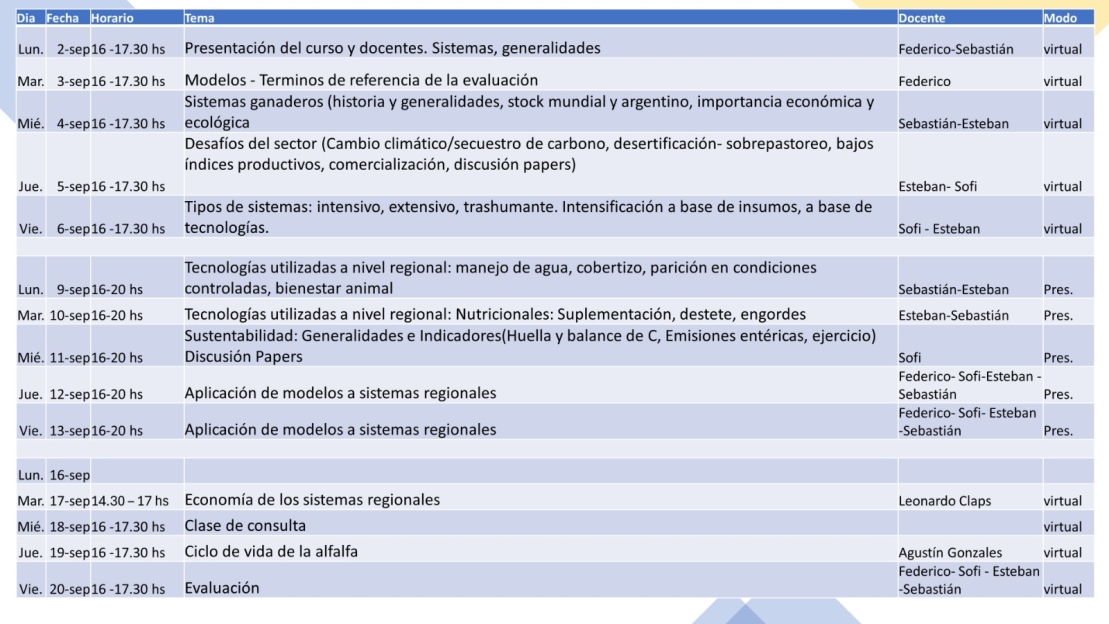 Dia Fecha Horario Tema Docente Modo
Lun. 2-sep 16 -17.30 hs Presentación del curso y docentes. Sistemas, generalidades Federico-Sebastián virtual
Mar. 3-sep 16 -17.30 hs Modelos - Terminos de referencia de la evaluación Federico virtual
Sistemas ganaderos (historia y generalidades, stock mundial y argentino, importancia económica y
Mié. 4-sep 16 -17.30 hs ecológica Sebastián-Esteban virtual
Desafíos del sector (Cambio climático/secuestro de carbono, desertificación- sobrepastoreo, bajos
índices productivos, comercialización, discusión papers)
Jue. 5-sep 16 -17.30 hs Esteban- Sofi virtual
Tipos de sistemas: intensivo, extensivo, trashumante. Intensificación a base de insumos, a base de
Vie. 6-sep 16 -17.30 hs tecnologías. Sofi - Esteban virtual
Tecnologías utilizadas a nivel regional: manejo de agua, cobertizo, parición en condiciones
Lun. 9-sep 16-20 hs controladas, bienestar animal Sebastián-Esteban Pres.
Mar. 10-sep 16-20 hs Tecnologías utilizadas a nivel regional: Nutricionales: Suplementación, destete, engordes Esteban-Sebastián Pres.
Sustentabilidad: Generalidades e Indicadores(Huella y balance de C, Emisiones entéricas, ejercicio)
Mié. 11-sep 16-20 hs Discusión Papers Sofi Pres.
Federico- Sofi-Esteban -
Jue. 12-sep 16-20 hs Aplicación de modelos a sistemas regionales Sebastián Pres.
Federico- Sofi- Esteban
Vie. 13-sep 16-20 hs Aplicación de modelos a sistemas regionales -Sebastián Pres.
Lun. 16-sep
Mar. 17-sep 14.30 – 17 hs Economía de los sistemas regionales Leonardo Claps virtual
Mié. 18-sep 16 -17.30 hs Clase de consulta virtual
Jue. 19-sep 16 -17.30 hs Ciclo de vida de la alfalfa Agustín Gonzales virtual
Federico- Sofi - Esteban
Vie. 20-sep 16 -17.30 hs Evaluación -Sebastián virtual